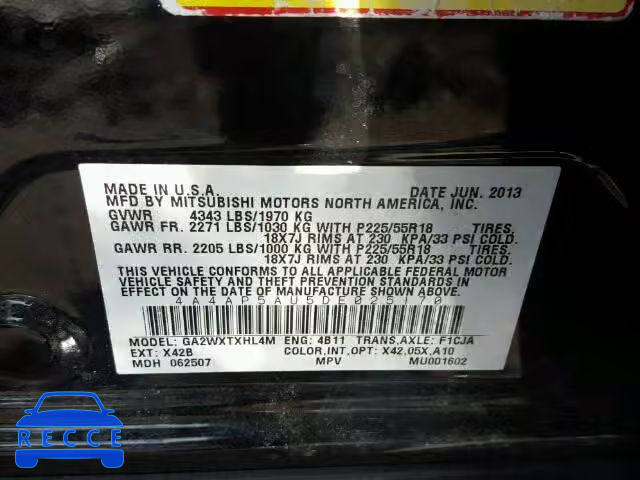 MADE IN U.S.A. DATE JUN. 2013
MFD BY MITSUBISHI MOTORS NORTH AMERICA, INC.
GVWR 4343 LBS/1970 KG
GAWR FR. 2271 LBS/1030 KG WITH P225/55R18 TIRES,
18X7J RIMS AT 230 KPA/33 PSI COLD.
GAWR RR. 2205 LBS/1000 KG WITH P225/55R18 TIRES,
18X7J RIMS AT 230 KPA/33 PSI COLD.
THIS VEHICLE CONFORMS TO ALL APPLICABLE FEDERAL MOTOR
VEHICLE SAFETY, BUMPER, AND THEFT PREVENTION STANDARDS IN
EFFECT ON THE DATE OF MANUFACTURE SHOWN ABOVE.
4A4AP5AU5DE025170
MODEL: GA2WXTXHL4M ENG: 4B11 TRANS,AXLE: F1CJA
EXT: X42B COLOR,INT,OPT: X42,05X,A10
MDH 062507 MPV MU001602
RECCE